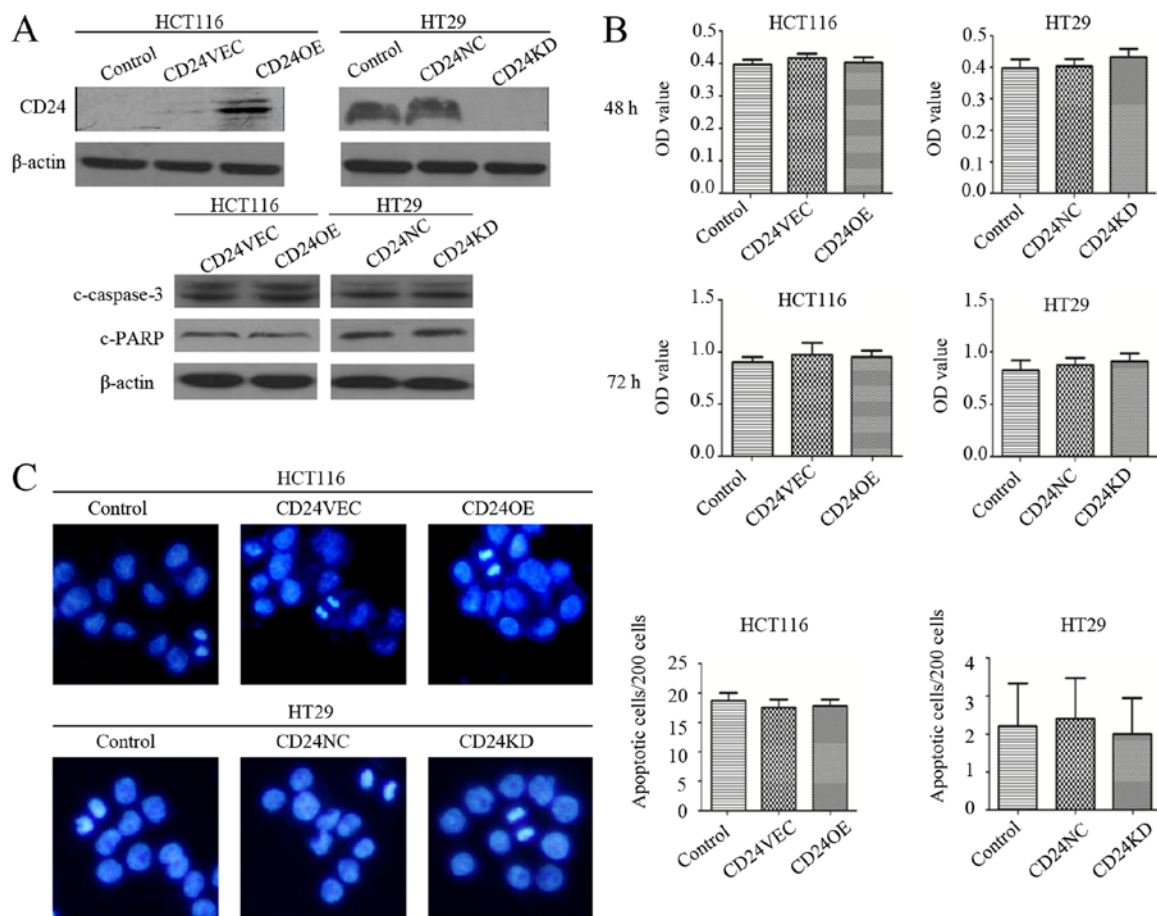 A
HCT116
HT29
Control
CD24VEC
CD24OE
Control
CD24NC
CD24KD
CD24
β-actin
HCT116
HT29
CD24VEC
CD24OE
CD24NC
CD24KD
c-caspase-3
c-PARP
β-actin
B
48 h
HCT116
OD value
0.5
0.4
0.4
0.2
0.1
0.0
Control
CD24VEC
CD24OE
HT29
OD value
0.5
0.4
0.3
0.2
0.1
0.0
Control
CD24NC
CD24KD
72 h
HCT116
OD value
1.5
1.0
0.5
0.0
Control
CD24VEC
CD24OE
HT29
OD value
1.5
1.0
0.5
0.0
Control
CD24NC
CD24KD
C
HCT116
Control
CD24VEC
CD24OE
HT29
Control
CD24NC
CD24KD
HCT116
Apoptotic cells/200 cells
25
20
15
10
5
0
Control
CD24VEC
CD24OE
HT29
Apoptotic cells/200 cells
4
3
2
1
0
Control
CD24NC
CD24KD